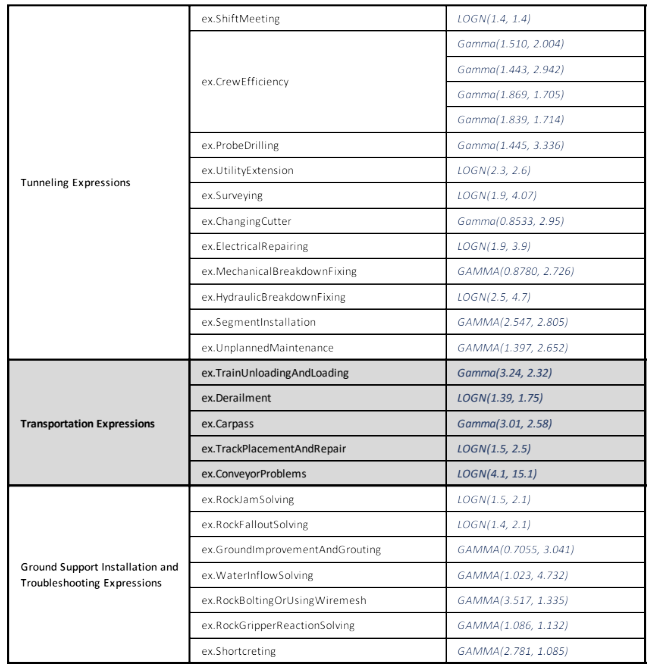 Tunneling Expressions
ex.ShiftMeeting LOGN(1.4, 1.4)
ex.CrewEfficiency Gamma(1.510, 2.004)
Gamma(1.443, 2.942)
Gamma(1.869, 1.705)
Gamma(1.839, 1.714)
ex.ProbeDrilling Gamma(1.445, 3.336)
ex.UtilityExtension LOGN(2.3, 2.6)
ex.Surveying LOGN(1.9, 4.07)
ex.ChangingCutter Gamma(0.8533, 2.95)
ex.ElectricalRepairing LOGN(1.9, 3.9)
ex.MechanicalBreakdownFixing GAMMA(0.8780, 2.726)
ex.HydraulicBreakdownFixing LOGN(2.5, 4.7)
ex.SegmentInstallation GAMMA(2.547, 2.805)
ex.UnplannedMaintenance GAMMA(1.397, 2.652)
Transportation Expressions
ex.TrainUnloadingAndLoading Gamma(3.24, 2.32)
ex.Derailment LOGN(1.39, 1.75)
ex.Carpass Gamma(3.01, 2.58)
ex.TrackPlacementAndRepair LOGN(1.5, 2.5)
ex.ConveyorProblems LOGN(4.1, 15.1)
Ground Support Installation and
Troubleshooting Expressions
ex.RockJamSolving LOGN(1.5, 2.1)
ex.RockFalloutSolving LOGN(1.4, 2.1)
ex.GroundImprovementAndGrouting GAMMA(0.7055, 3.041)
ex.WaterInflowSolving GAMMA(1.023, 4.732)
ex.RockBoltingOrUsingWiremesh GAMMA(3.517, 1.335)
ex.RockGripperReactionSolving GAMMA(1.086, 1.132)
ex.Shortcreting GAMMA(2.781, 1.085)